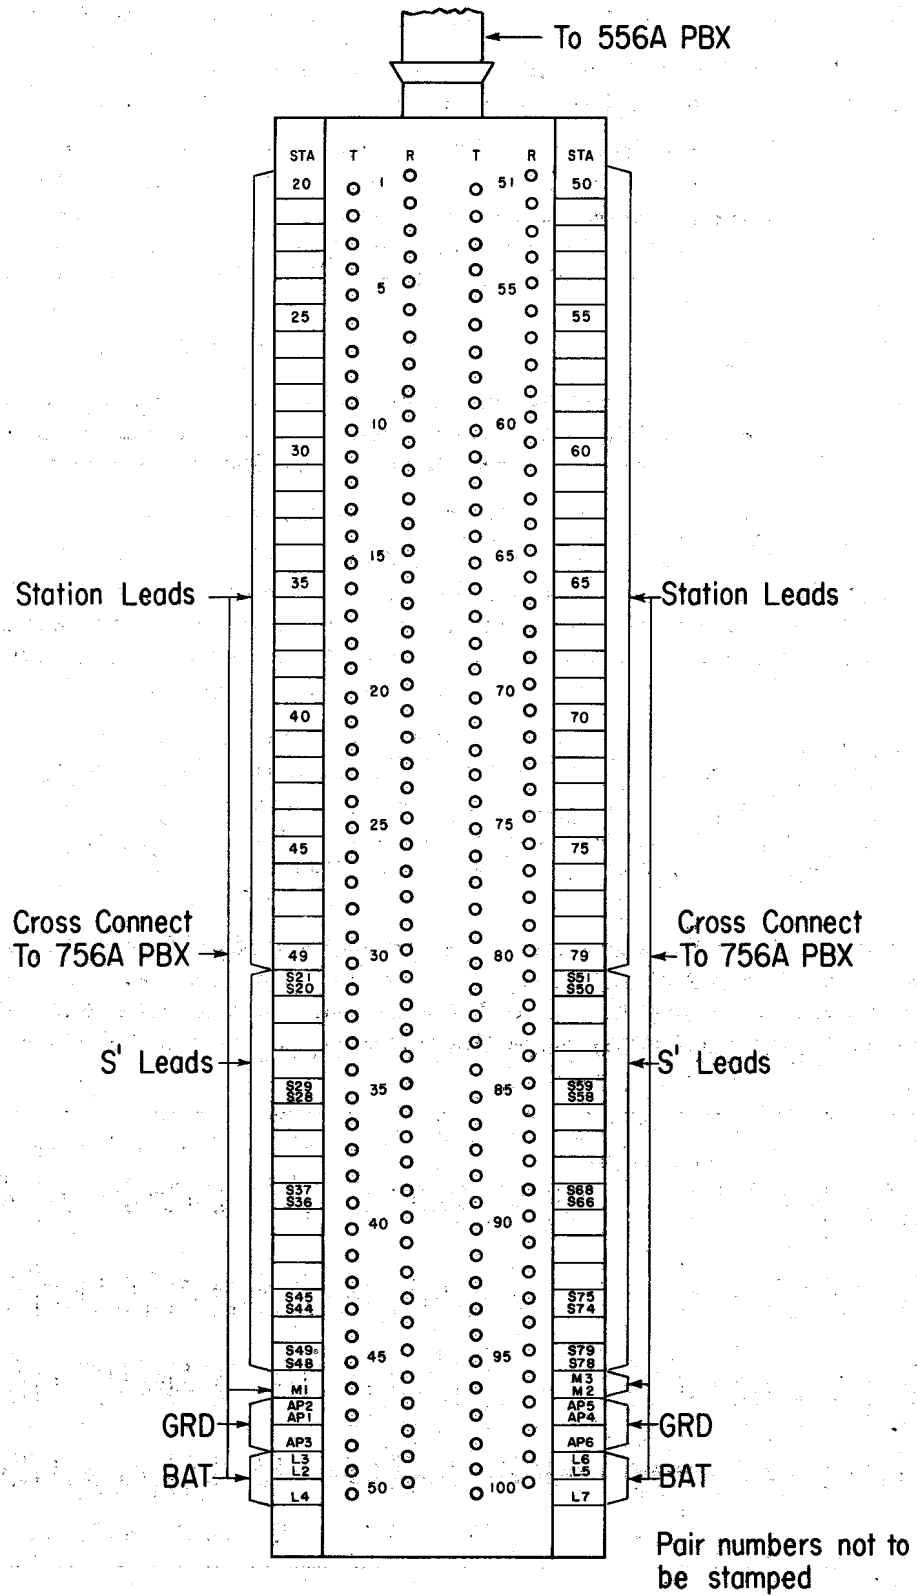 To 556A PBX
STA T R T R STA
20 1 51 50
5 55
25 55
10 60
30 60
15 65
Station Leads 35 65 Station Leads
20 70
40 70
25 75
45 75
Cross Connect Cross Connect
To 756A PBX 49 30 80 79 To 756A PBX
S21 S51
S20 S50
S' Leads S' Leads
S29 35 85 S59
S28 S58
S37 S68
S36 S66
40 90
S45 S75
S44 S74
S49 45 95 S79
S48 S78
M3
M1 M2
AP2 AP5
GRD AP1 AP4 GRD
AP3 AP6
L3 L6
BAT L2 L5 BAT
50 100
L4 L7
Pair numbers not to
be stamped